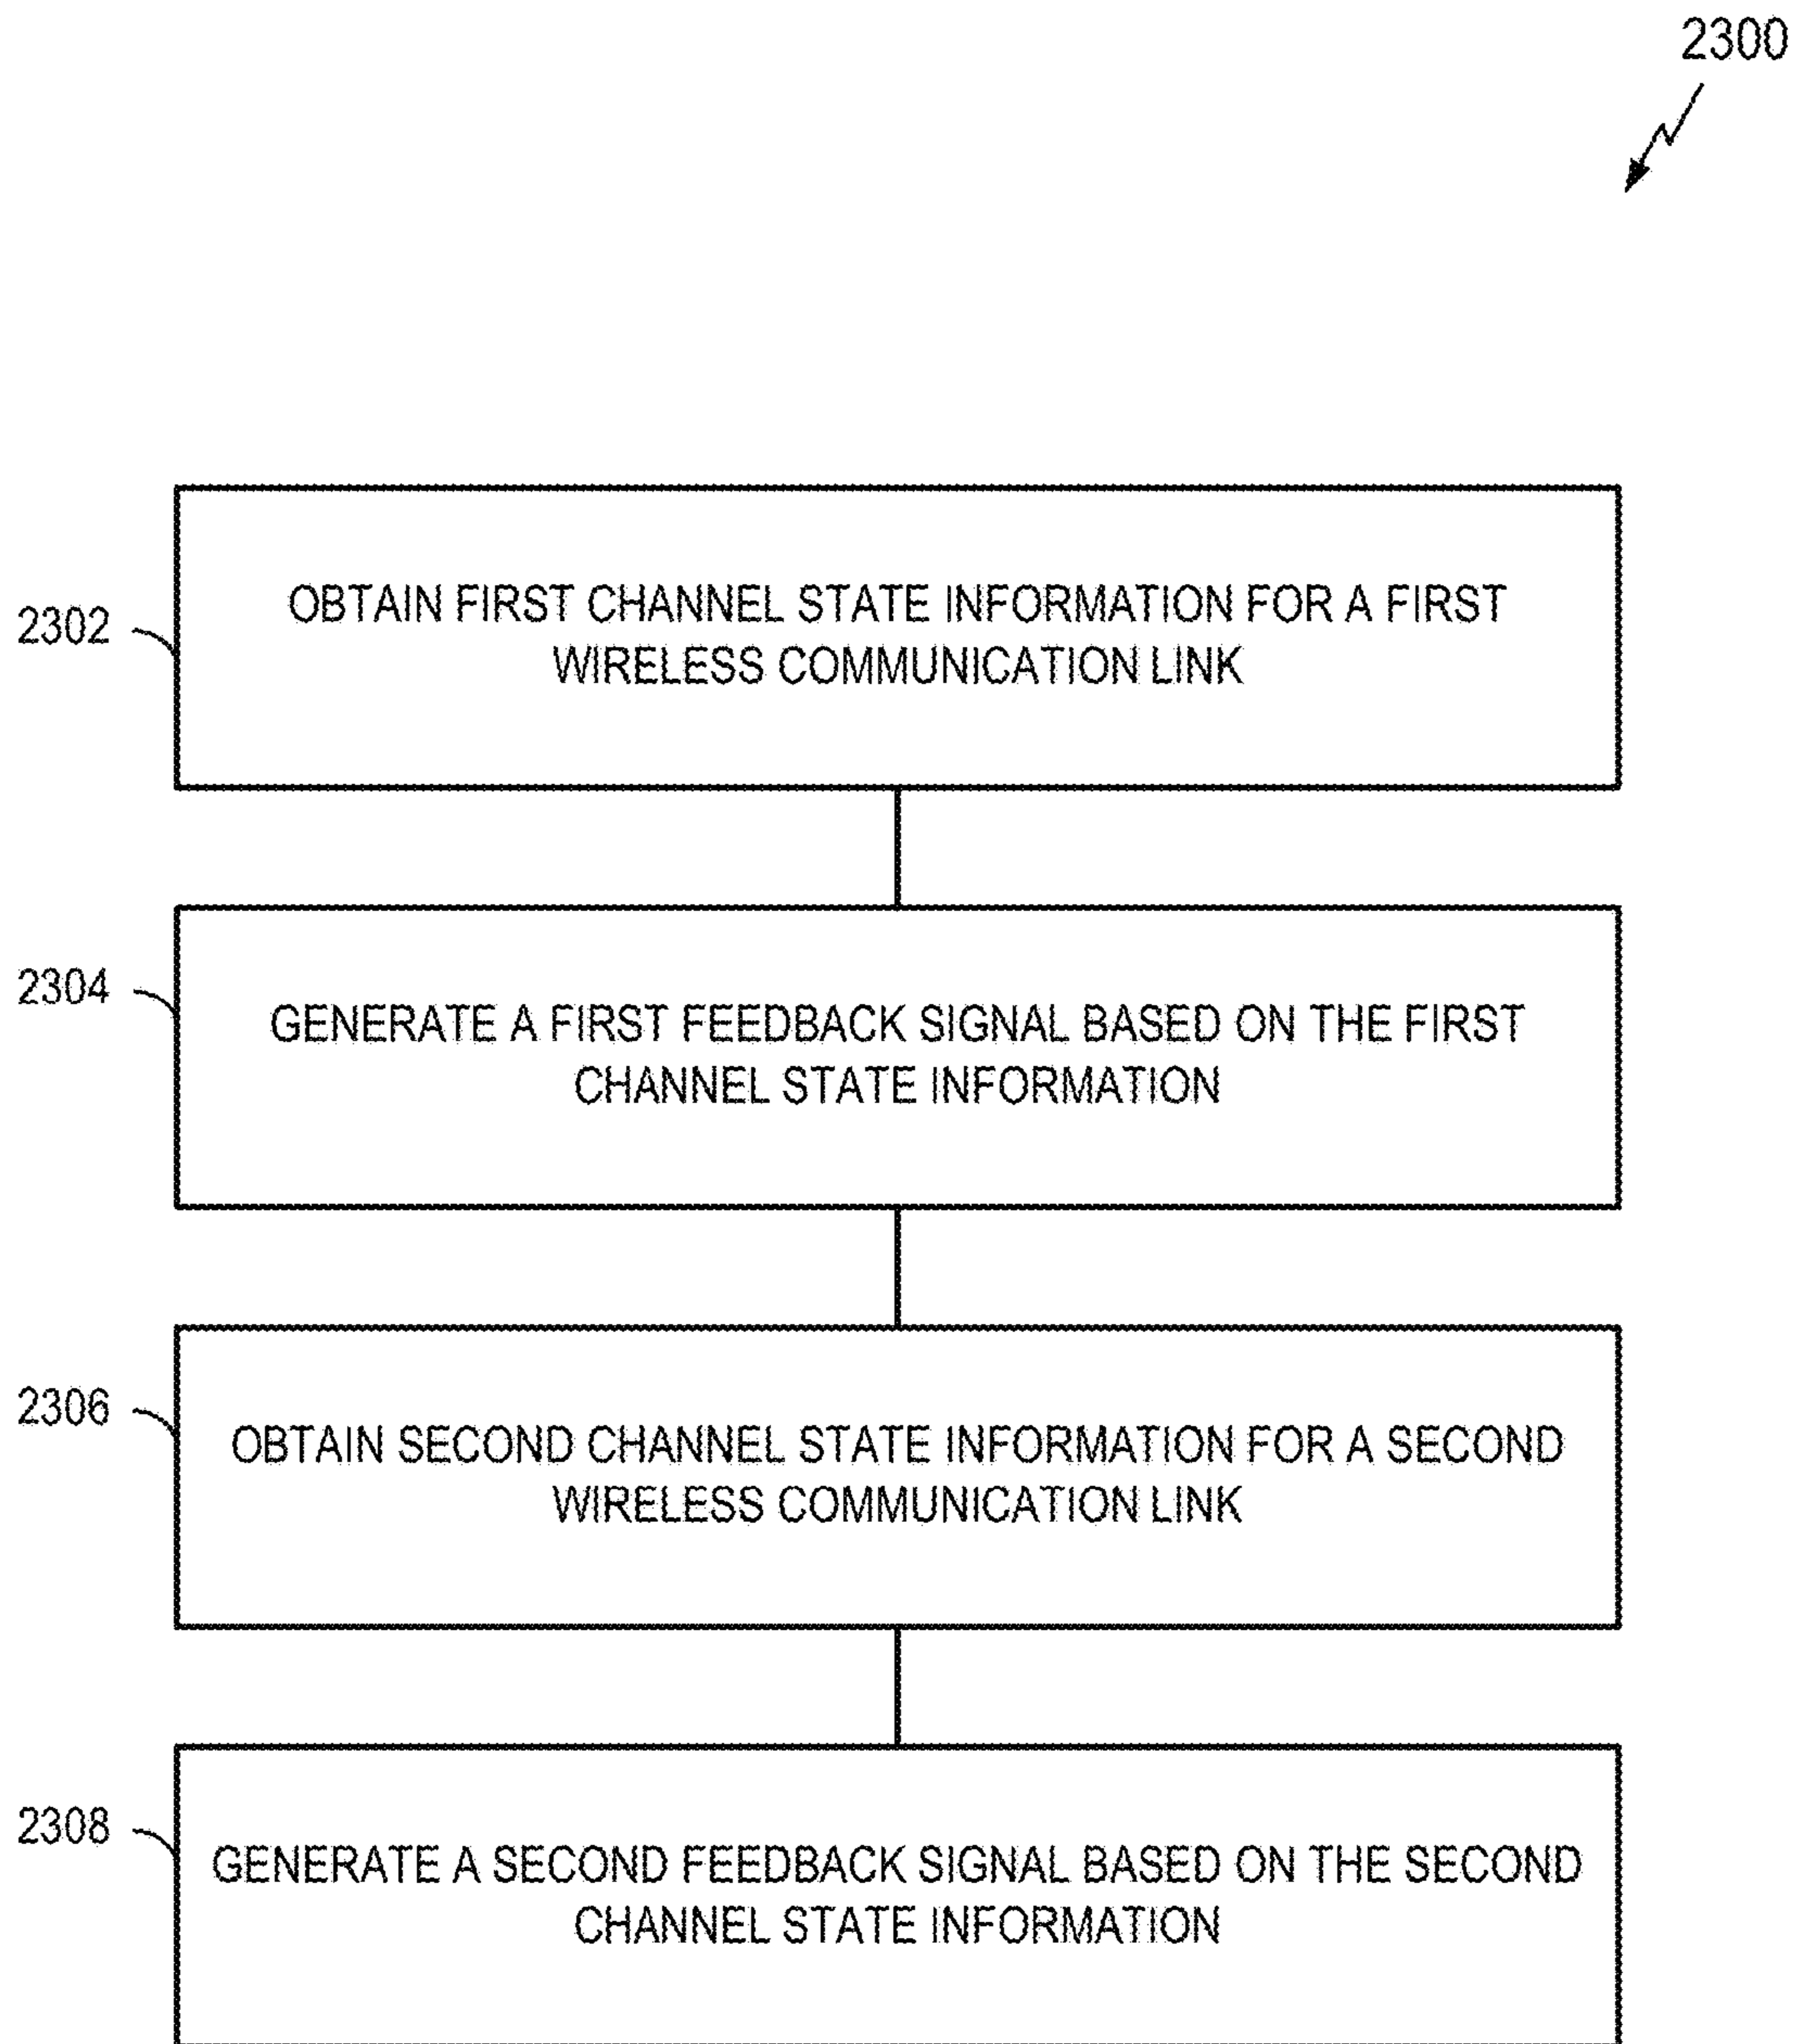 2300
2302
OBTAIN FIRST CHANNEL STATE INFORMATION FOR A FIRST
WIRELESS COMMUNICATION LINK
2304
GENERATE A FIRST FEEDBACK SIGNAL BASED ON THE FIRST
CHANNEL STATE INFORMATION
2306
OBTAIN SECOND CHANNEL STATE INFORMATION FOR A SECOND
WIRELESS COMMUNICATION LINK
2308
GENERATE A SECOND FEEDBACK SIGNAL BASED ON THE SECOND
CHANNEL STATE INFORMATION